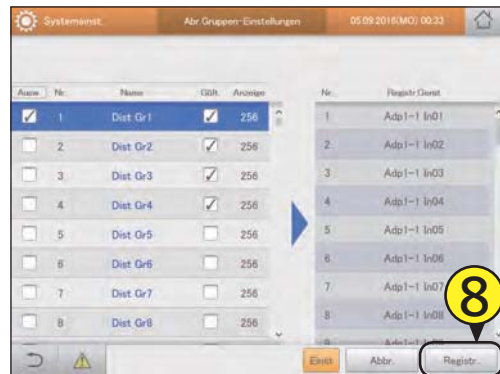 Systemeinst. Abr.Gruppen-Einstellungen 05.09.2016(MO) 00:33
Ausw. Nr. Name Gült. Anzeige Nr. Registr.Gerät
1 Dist Gr1 256 1 Adp1-1 In01
2 Dist Gr2 256 2 Adp1-1 In02
3 Dist Gr3 256 3 Adp1-1 In03
4 Dist Gr4 256 4 Adp1-1 In04
5 Dist Gr5 256 5 Adp1-1 In05
6 Dist Gr6 256 6 Adp1-1 In06
7 Dist Gr7 256 7 Adp1-1 In07
8 Dist Gr8 256 8 Adp1-1 In08
8
Einst. Abbr. Registr.